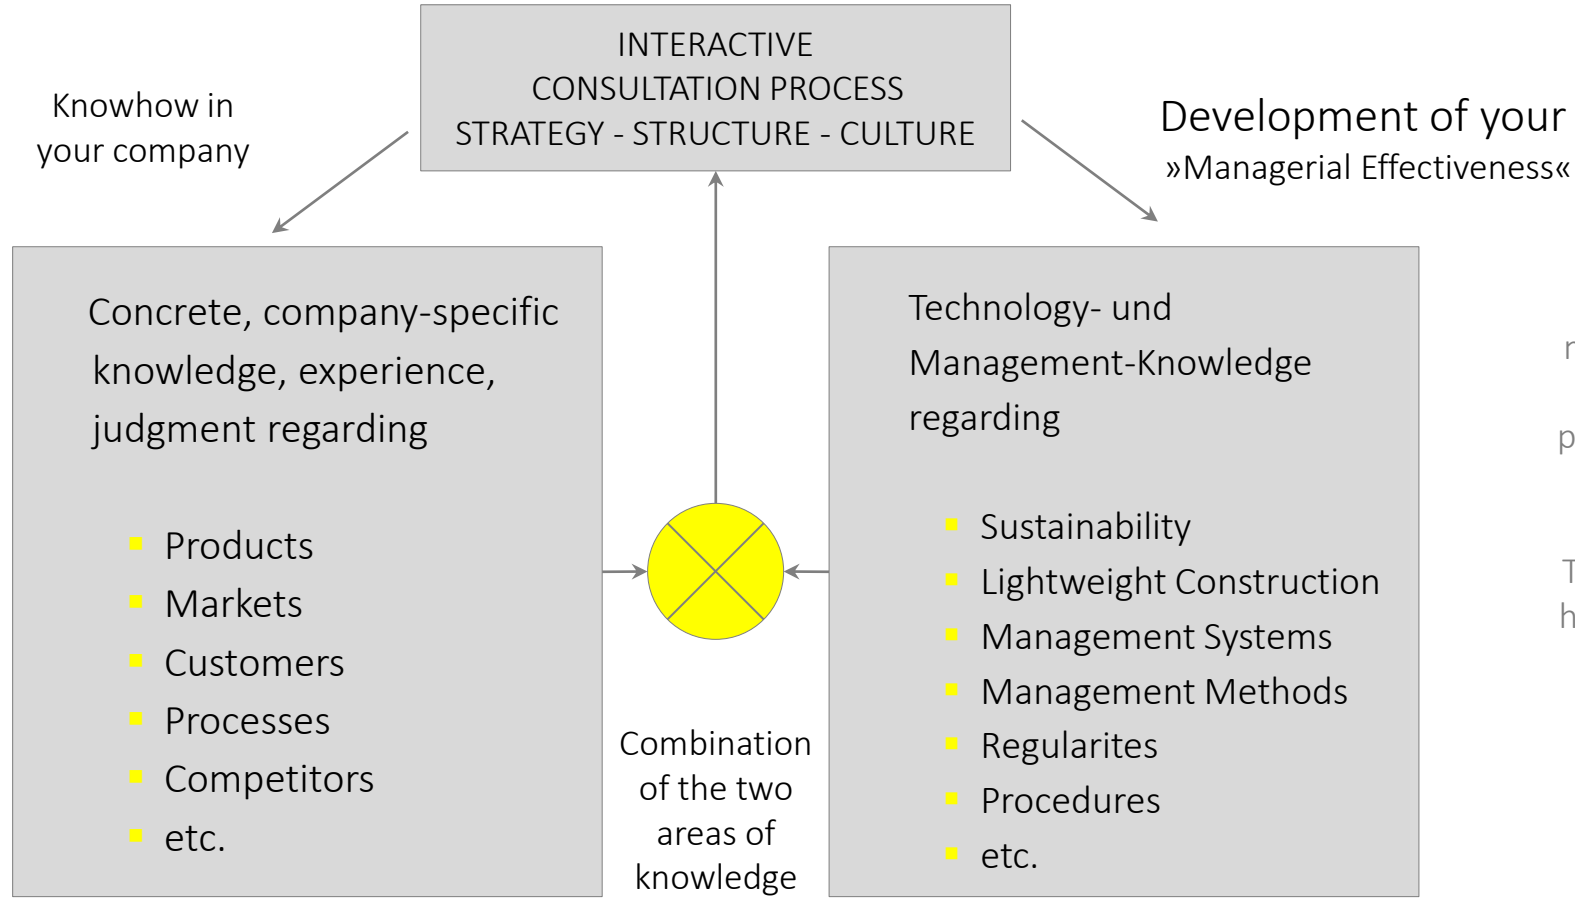 INTERACTIVE
CONSULTATION PROCESS
STRATEGY - STRUCTURE - CULTURE
Knowhow in
your company
Development of your
»Managerial Effectiveness«
Concrete, company-specific
knowledge, experience,
judgment regarding
Products
Markets
Customers
Processes
Competitors
etc.
Combination
of the two
areas of
knowledge
Technology- und
Management-Knowledge
regarding
Sustainability
Lightweight Construction
Management Systems
Management Methods
Regularites
Procedures
etc.